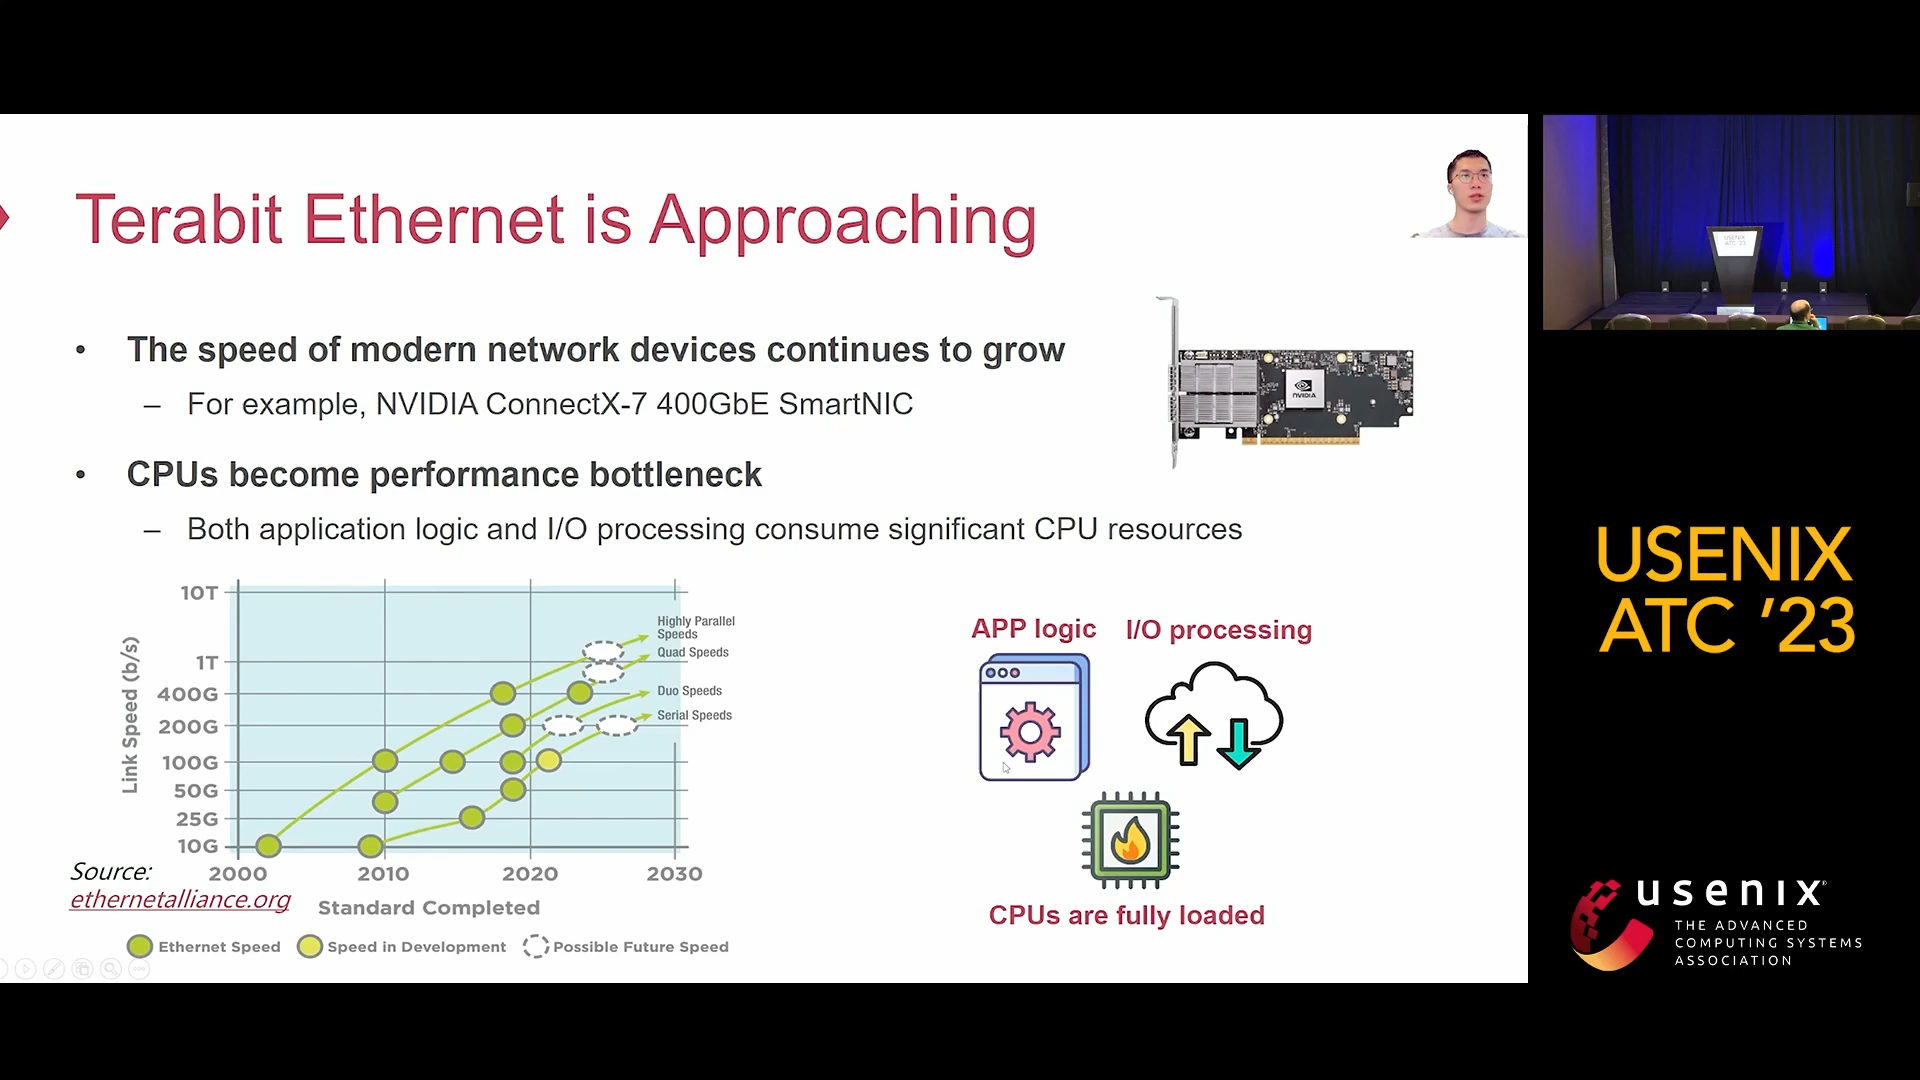 Terabit Ethernet is Approaching
• The speed of modern network devices continues to grow
– For example, NVIDIA ConnectX-7 400GbE SmartNIC
• CPUs become performance bottleneck
– Both application logic and I/O processing consume significant CPU resources
NVIDIA
Link Speed (b/s)
10T
1T
400G
200G
100G
50G
25G
10G
2000 2010 2020 2030
Standard Completed
Highly Parallel
Speeds
Quad Speeds
Duo Speeds
Serial Speeds
Ethernet Speed Speed in Development Possible Future Speed
Source:
ethernetalliance.org
APP logic I/O processing
CPUs are fully loaded
USENIX
ATC '23
USENIX
ATC ’23
usenix
THE ADVANCED
COMPUTING SYSTEMS
ASSOCIATION